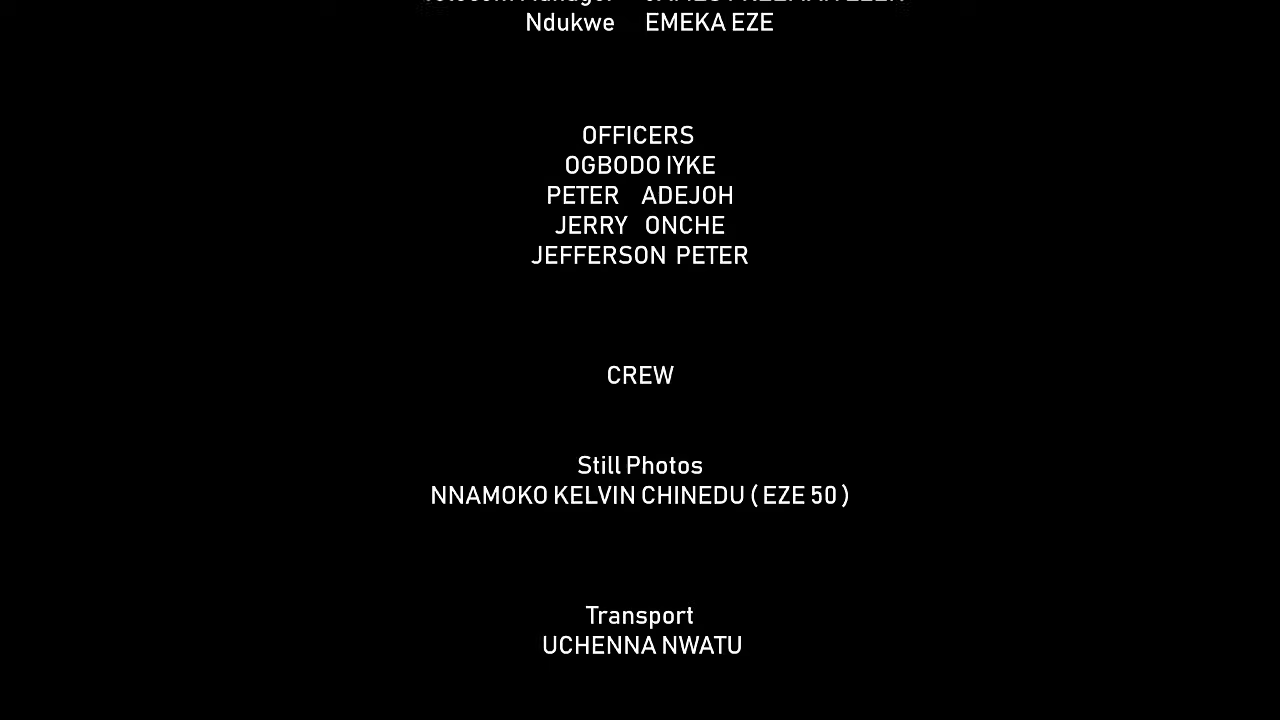 Ndukwe EMEKA EZE
OFFICERS
OGBODO IYKE
PETER ADEJOH
JERRY ONCHE
JEFFERSON PETER
CREW
Still Photos
NNAMOKO KELVIN CHINEDU ( EZE 50 )
Transport
UCHENNA NWATU